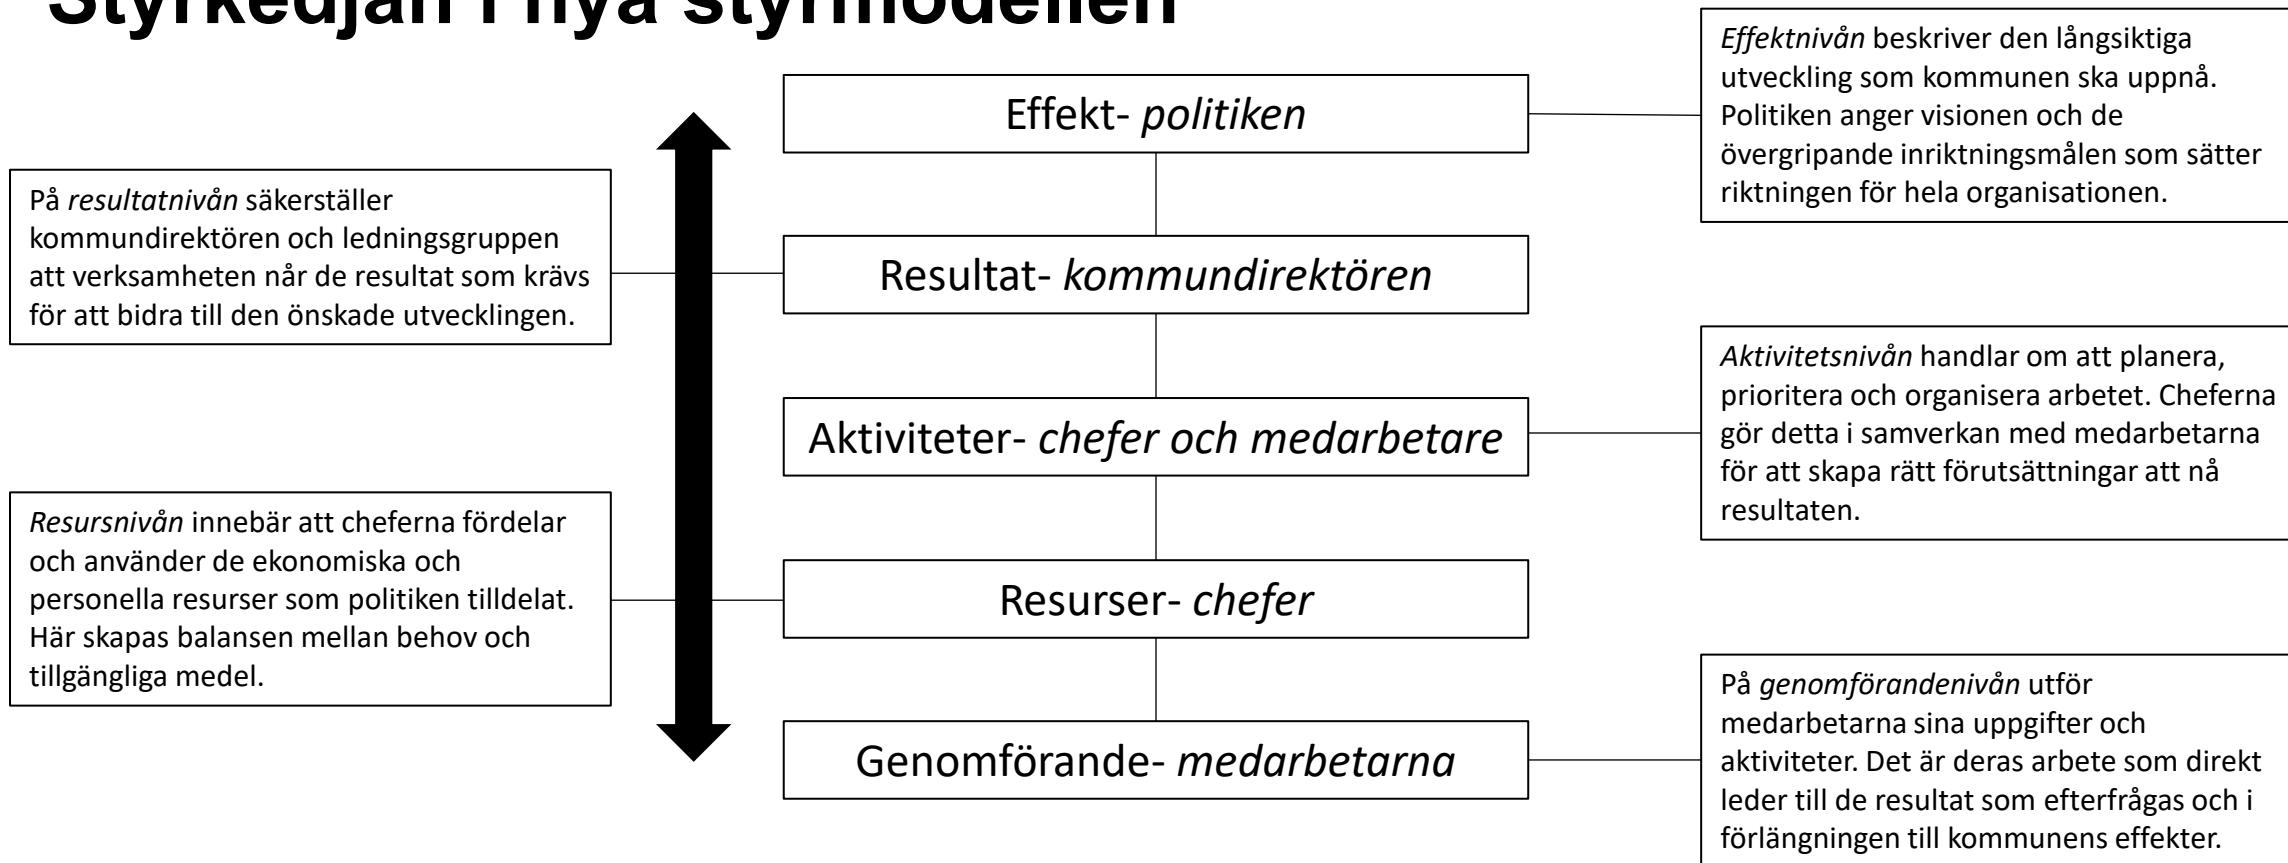 Styrkedjan i nya styrmodellen
Effektnivån beskriver den långsiktiga
utveckling som kommunen ska uppnå.
Politiken anger visionen och de
övergripande inriktningsmålen som sätter
riktningen för hela organisationen.
Effekt- politiken
På resultatnivån säkerställer
kommundirektören och ledningsgruppen
att verksamheten når de resultat som krävs
för att bidra till den önskade utvecklingen.
Resultat- kommundirektören
Aktivitetsnivån handlar om att planera,
prioritera och organisera arbetet. Cheferna
gör detta i samverkan med medarbetarna
för att skapa rätt förutsättningar att nå
resultaten.
Aktiviteter- chefer och medarbetare
Resursnivån innebär att cheferna fördelar
och använder de ekonomiska och
personella resurser som politiken tilldelat.
Här skapas balansen mellan behov och
tillgängliga medel.
Resurser- chefer
På genomförandenivån utför
medarbetarna sina uppgifter och
aktiviteter. Det är deras arbete som direkt
leder till de resultat som efterfrågas och i
förlängningen till kommunens effekter.
Genomförande- medarbetarna